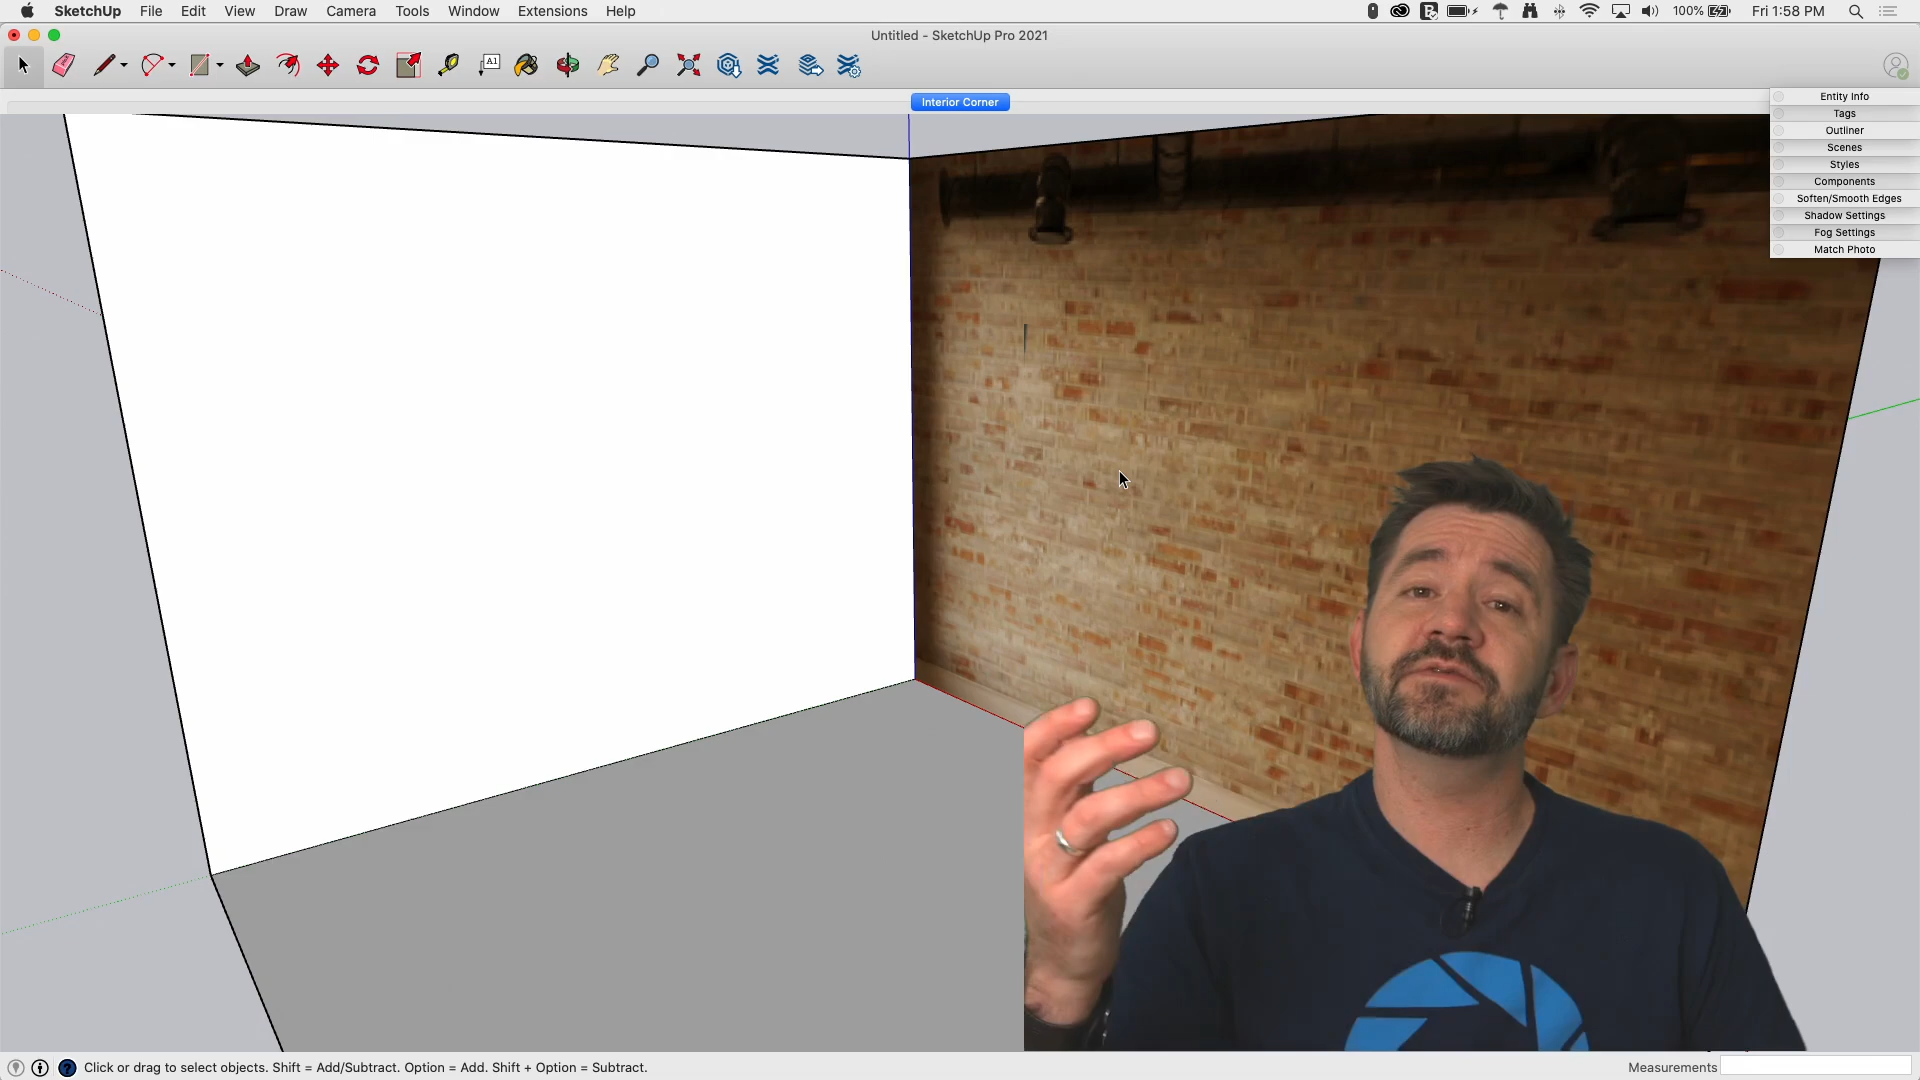 SketchUp File Edit View Draw Camera Tools Window Extensions Help 100% Fri 1:58 PM
Untitled - SketchUp Pro 2021
A1
Interior Corner
Entity Info
Tags
Outliner
Scenes
Styles
Components
Soften/Smooth Edges
Shadow Settings
Fog Settings
Match Photo
Click or drag to select objects. Shift = Add/Subtract. Option = Add. Shift + Option = Subtract.
Measurements